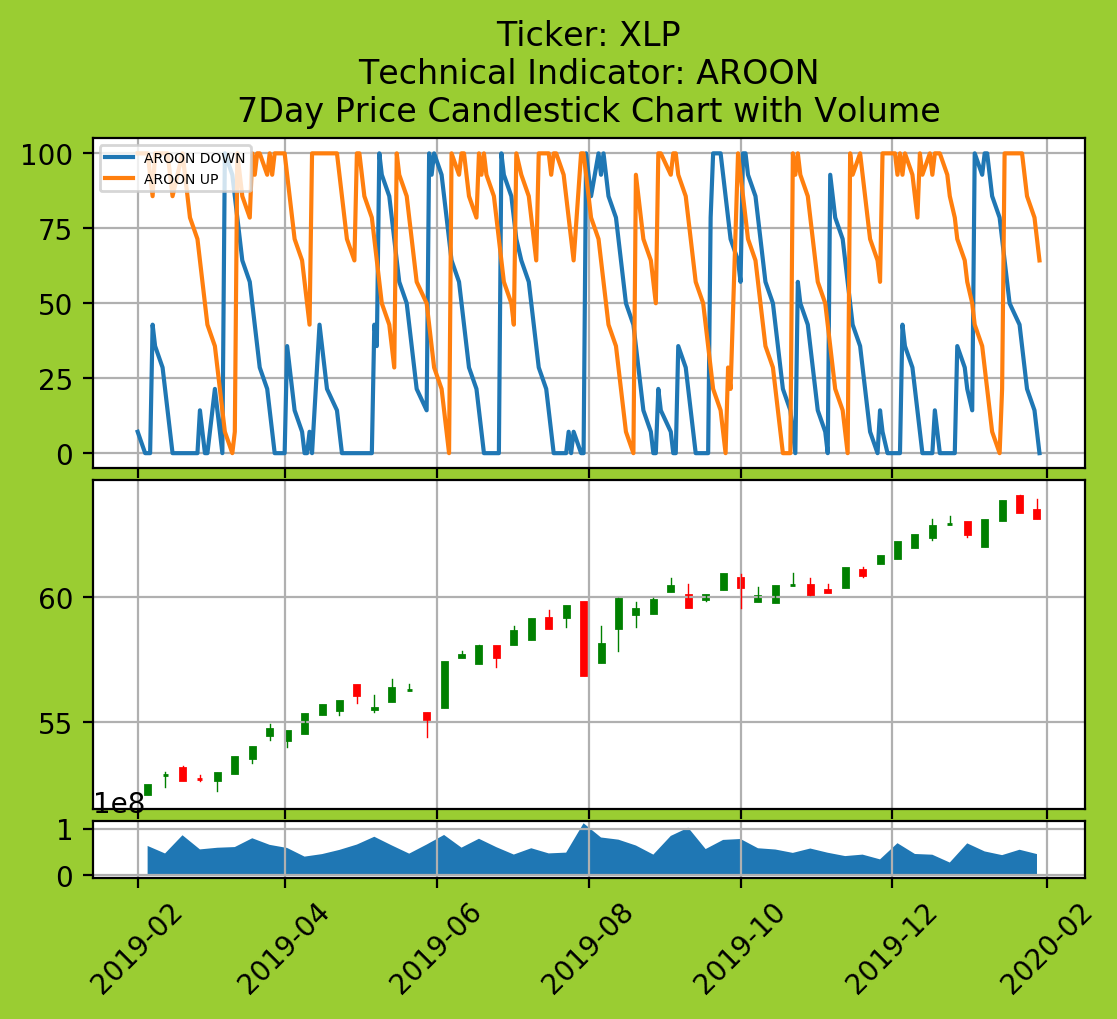 Ticker: XLP
Technical Indicator: AROON
7Day Price Candlestick Chart with Volume
AROON DOWN
AROON UP
100
75
50
25
0
60
55
1e8
1
0
2019-02
2019-04
2019-06
2019-08
2019-10
2019-12
2020-02